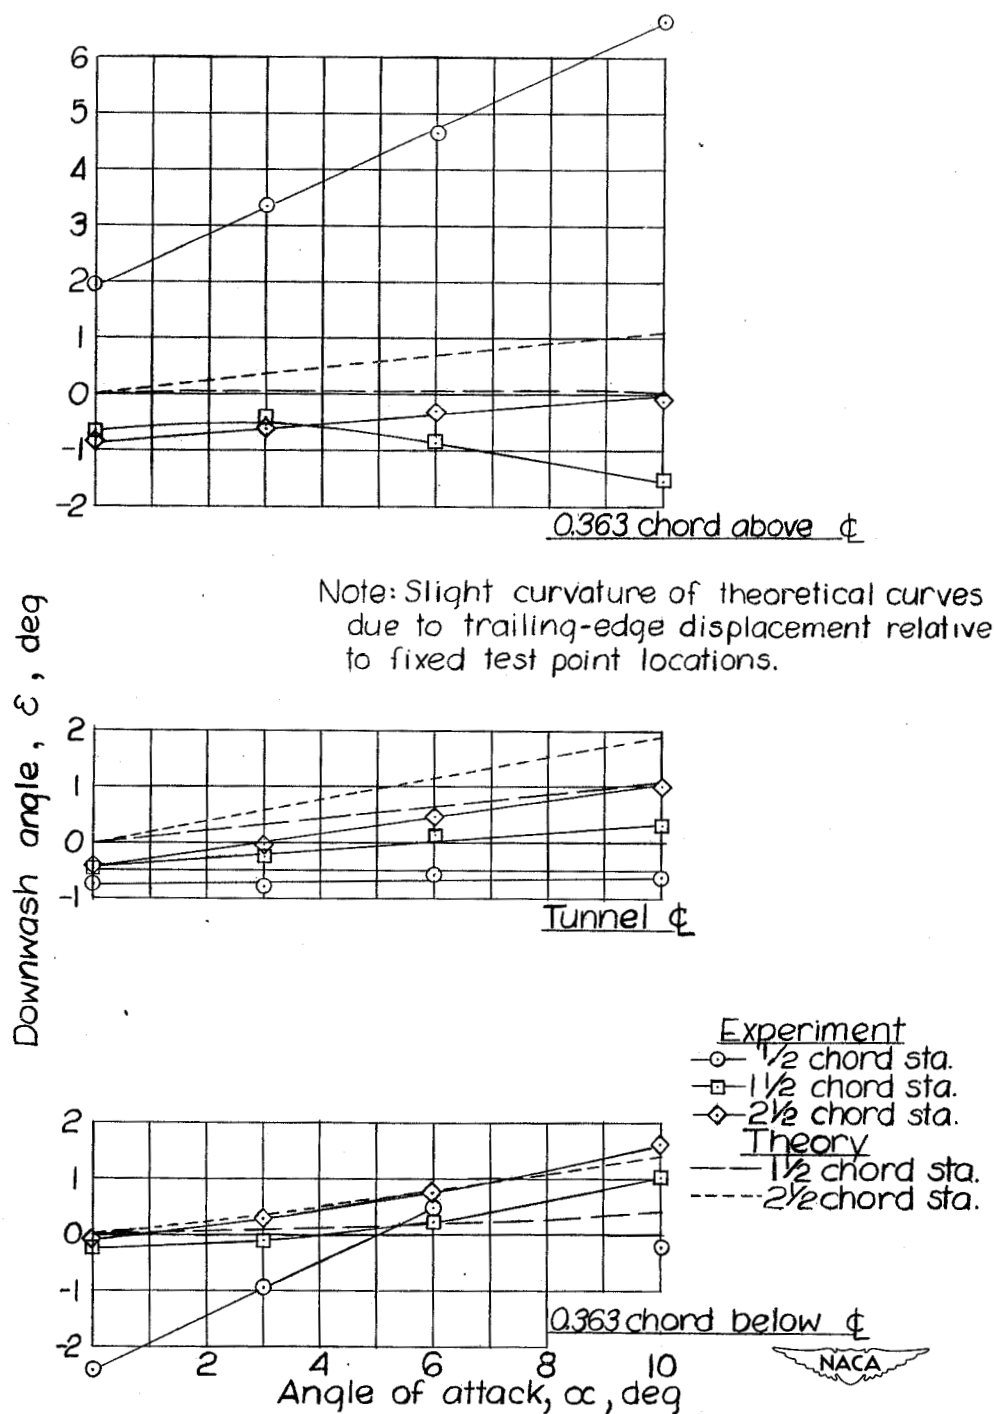 6
5
4
3
2
1
0
-1
-2
0.363 chord above ℄
Note: Slight curvature of theoretical curves
due to trailing-edge displacement relative
to fixed test point locations.
Downwash angle, ε, deg
2
1
0
-1
Tunnel ℄
Experiment
1/2 chord sta.
1 1/2 chord sta.
2 1/2 chord sta.
Theory
1 1/2 chord sta.
2 1/2 chord sta.
2
1
0
-1
-2
0.363 chord below ℄
2 4 6 8 10
Angle of attack, α, deg
NACA